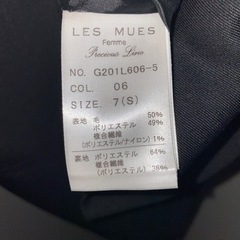 LES MUES
Femme
Precious Line
NO. G201L606-5
COL. 06
SIZE. 7(S)
表地 毛 50%
ポリエステル 49%
複合繊維
(ポリエステル/ナイロン) 1%
裏地 ポリエステル 64%
複合繊維
(ポリエステル 36%